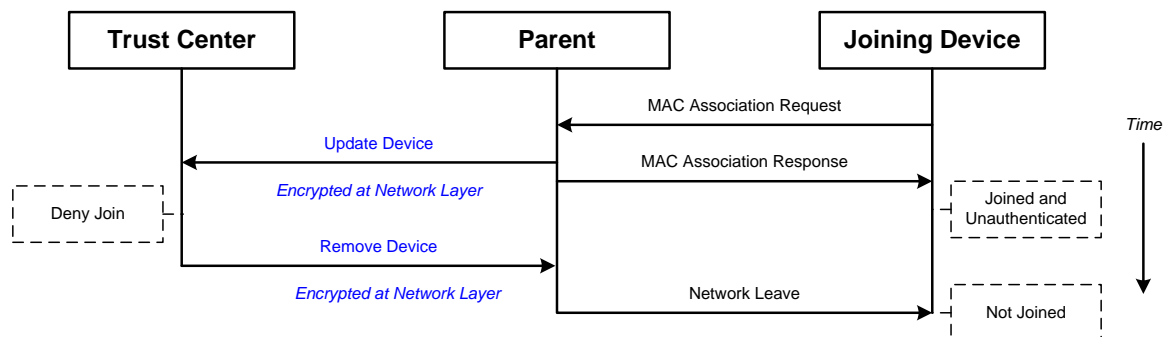 Trust Center
Parent
Joining Device
MAC Association Request
Time
Update Device
MAC Association Response
Encrypted at Network Layer
Deny Join
Joined and
Unauthenticated
Remove Device
Encrypted at Network Layer
Network Leave
Not Joined